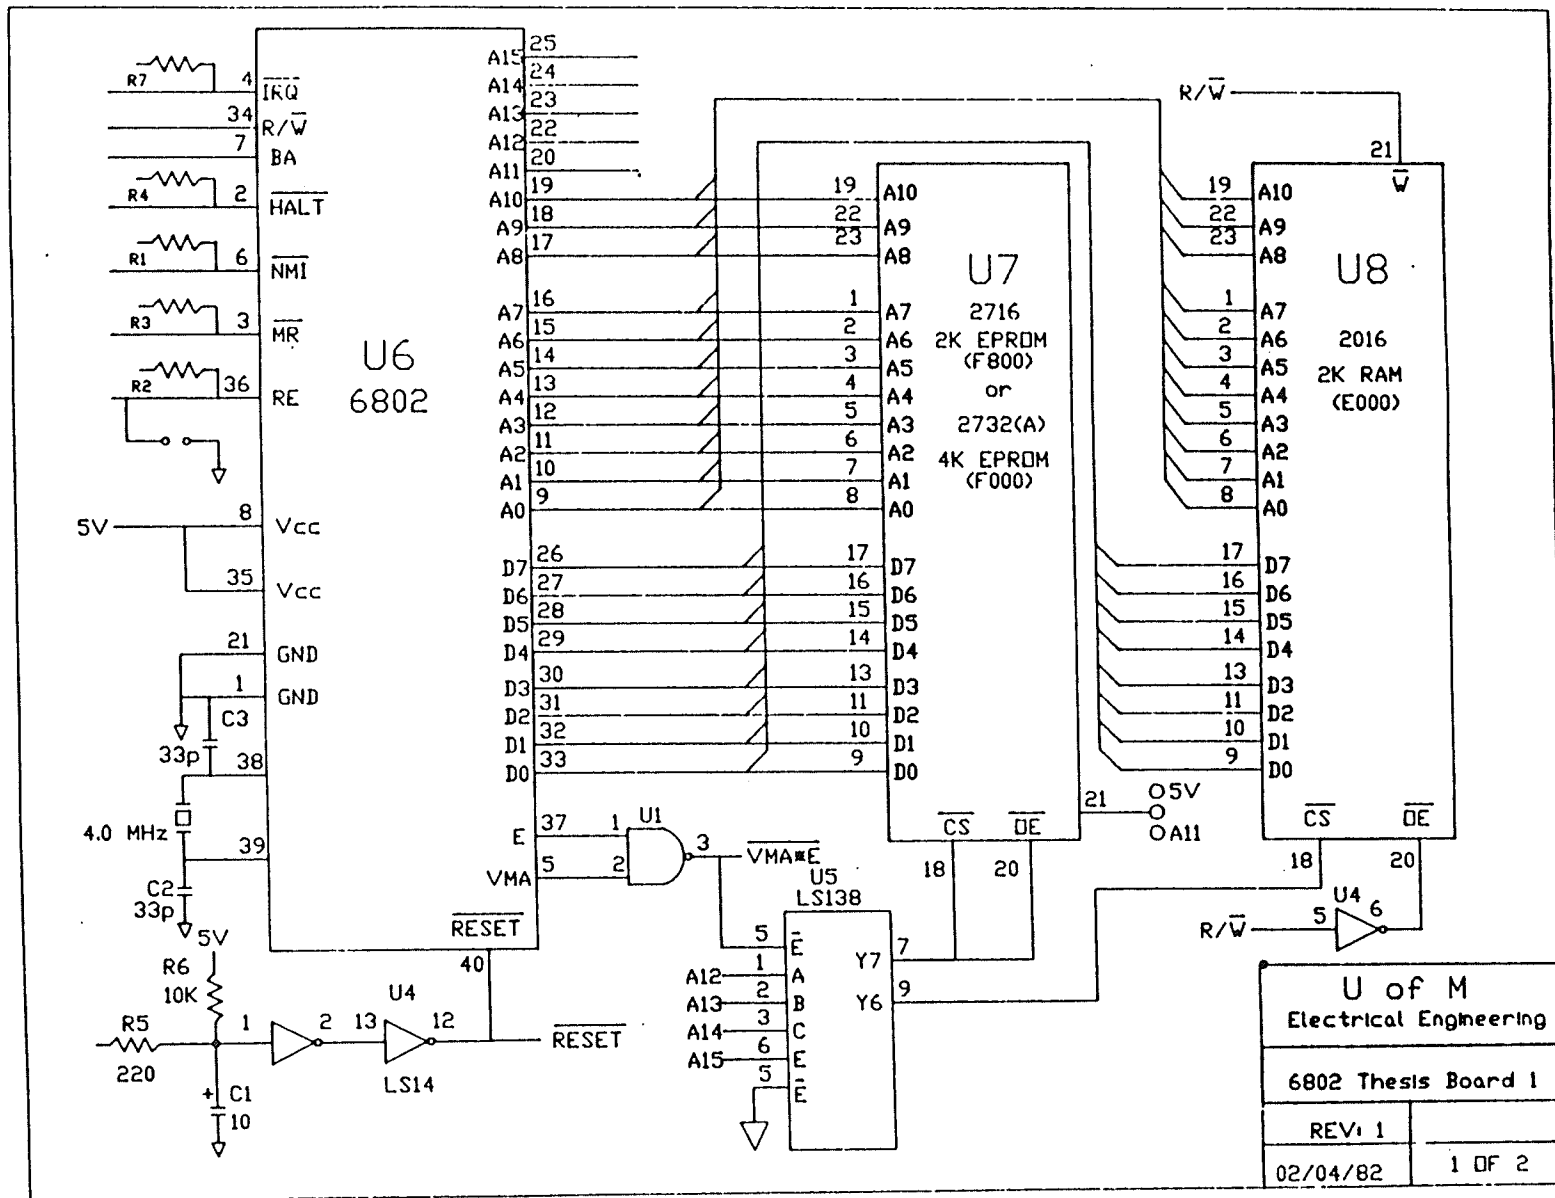 R7
4
IRQ
34
R/W
7
BA
R4
2
HALT
R1
6
NMI
R3
3
MR
R2
36
RE
5V
8
Vcc
35
Vcc
21
GND
1
GND
C3
33p
38
4.0 MHz
39
C2
33p
U6
6802
A15
25
A14
24
A13
23
A12
22
A11
20
A10
19
A9
18
A8
17
A7
16
A6
15
A5
14
A4
13
A3
12
A2
11
A1
10
A0
9
D7
26
D6
27
D5
28
D4
29
D3
30
D2
31
D1
32
D0
33
E
37
VMA
5
RESET
40
5V
R6
10K
R5
220
C1
+
10
1
2
13
12
U4
LS14
RESET
U1
1
2
3
VMA*E
U5
LS138
5
E
A12
1
A
A13
2
B
A14
3
C
A15
6
E
5
E
Y7
7
Y6
9
19
A10
22
A9
23
A8
1
A7
2
A6
3
A5
4
A4
5
A3
6
A2
7
A1
8
A0
17
D7
16
D6
15
D5
14
D4
13
D3
11
D2
10
D1
9
D0
U7
2716
2K EPROM
(F800)
or
2732(A)
4K EPROM
(F000)
CS
OE
18
20
21
5V
A11
R/W
21
W
19
A10
22
A9
23
A8
1
A7
2
A6
3
A5
4
A4
5
A3
6
A2
7
A1
8
A0
17
D7
16
D6
15
D5
14
D4
13
D3
11
D2
10
D1
9
D0
U8
2016
2K RAM
(E000)
CS
OE
18
20
R/W
5
U4
6
U of M
Electrical Engineering
6802 Thesis Board 1
REV: 1
02/04/82
1 OF 2